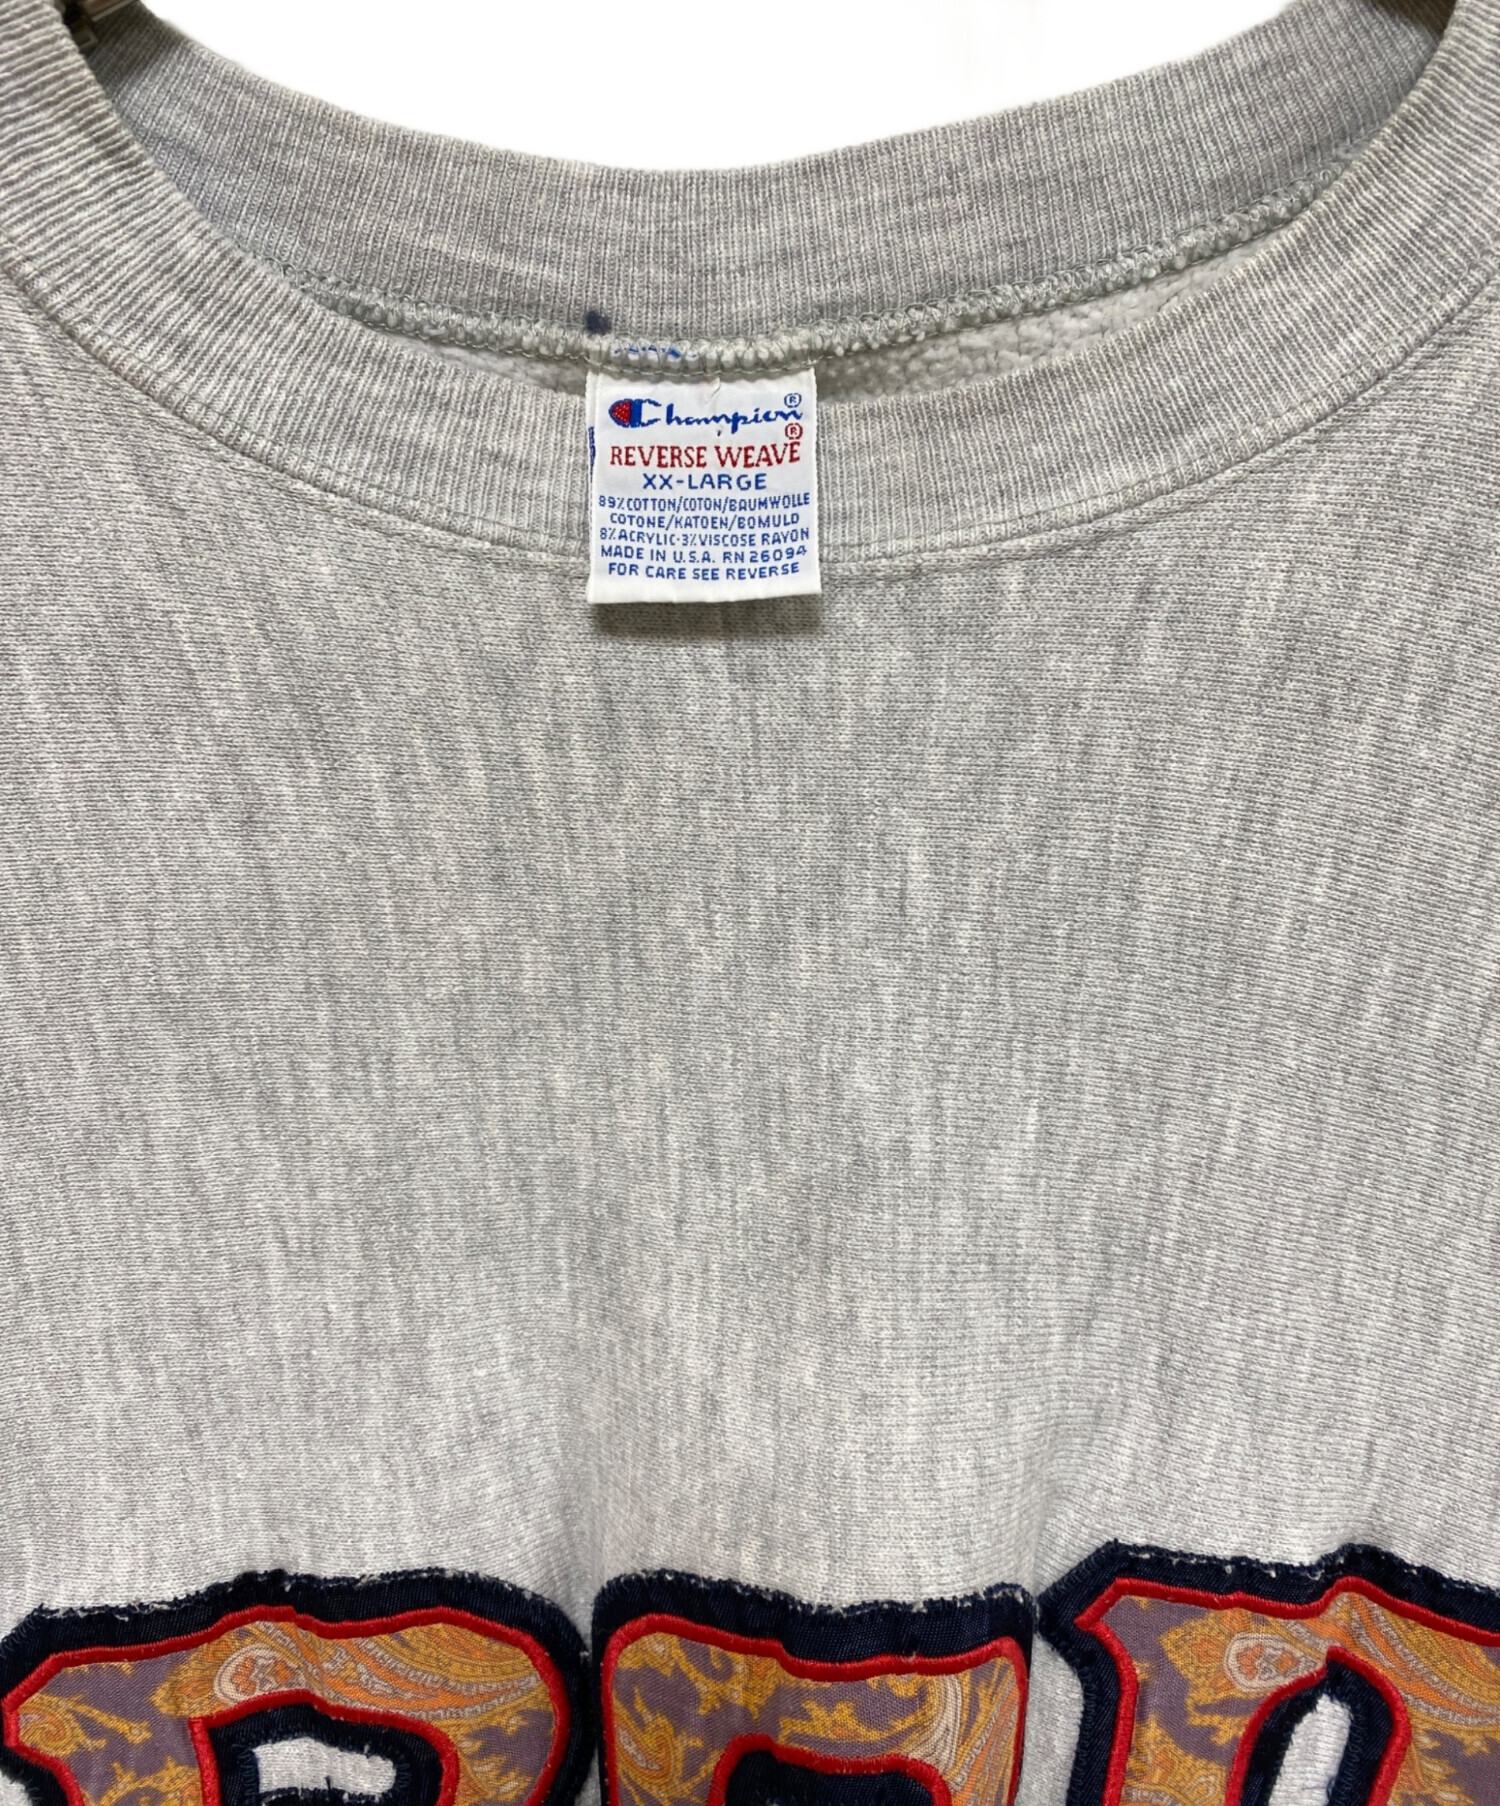 Champion®
REVERSE WEAVE®
XX-LARGE
89%COTTON/COTON/BAUMWOLLE
COTONE/KATOEN/BOMULD
8%ACRYLIC·3%VISCOSE RAYON
MADE IN U.S.A. RN 26094
FOR CARE SEE REVERSE